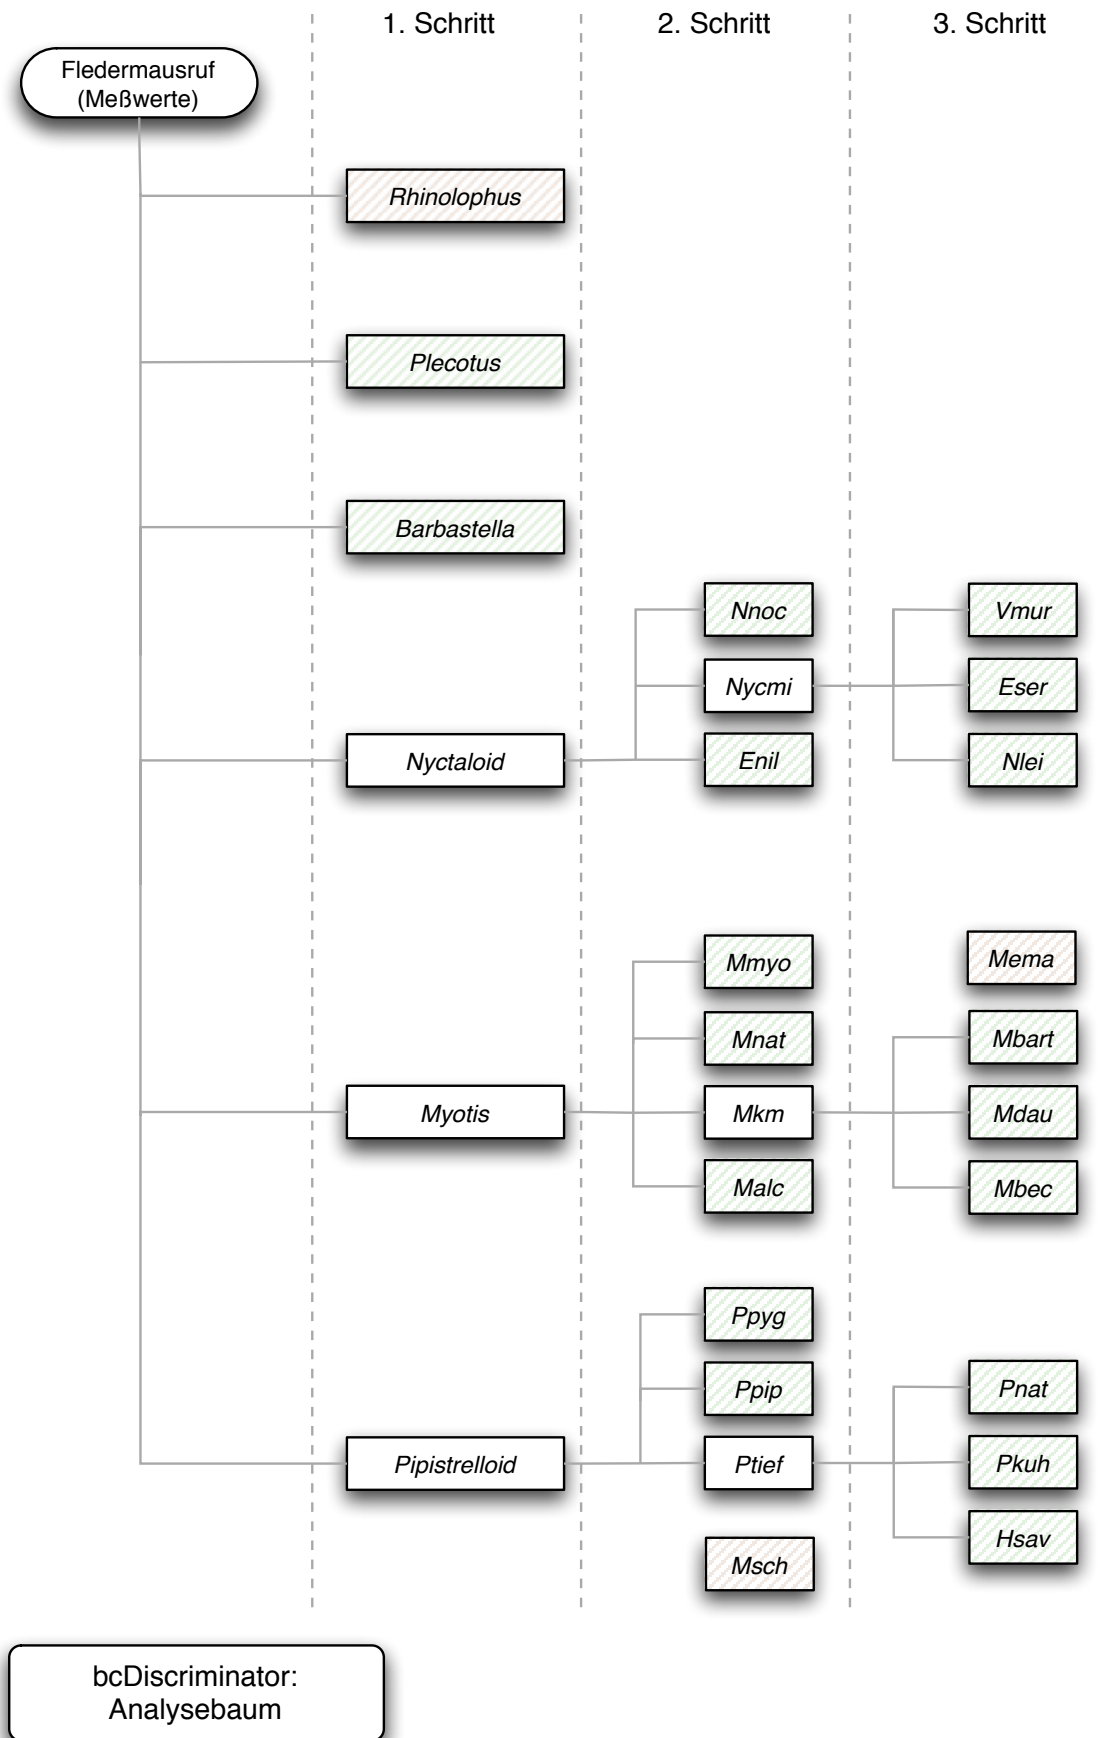 1. Schritt
2. Schritt
3. Schritt
Fledermausruf
(Meßwerte)
Rhinolophus
Plecotus
Barbastella
Nnoc
Vmur
Nycmi
Eser
Nyctaloid
Enil
Nlei
Mmyo
Mema
Mnat
Mbart
Myotis
Mkm
Mdau
Malc
Mbec
Ppyg
Ppip
Pnat
Pipistrelloid
Ptief
Pkuh
Hsav
Msch
bcDiscriminator:
Analysebaum